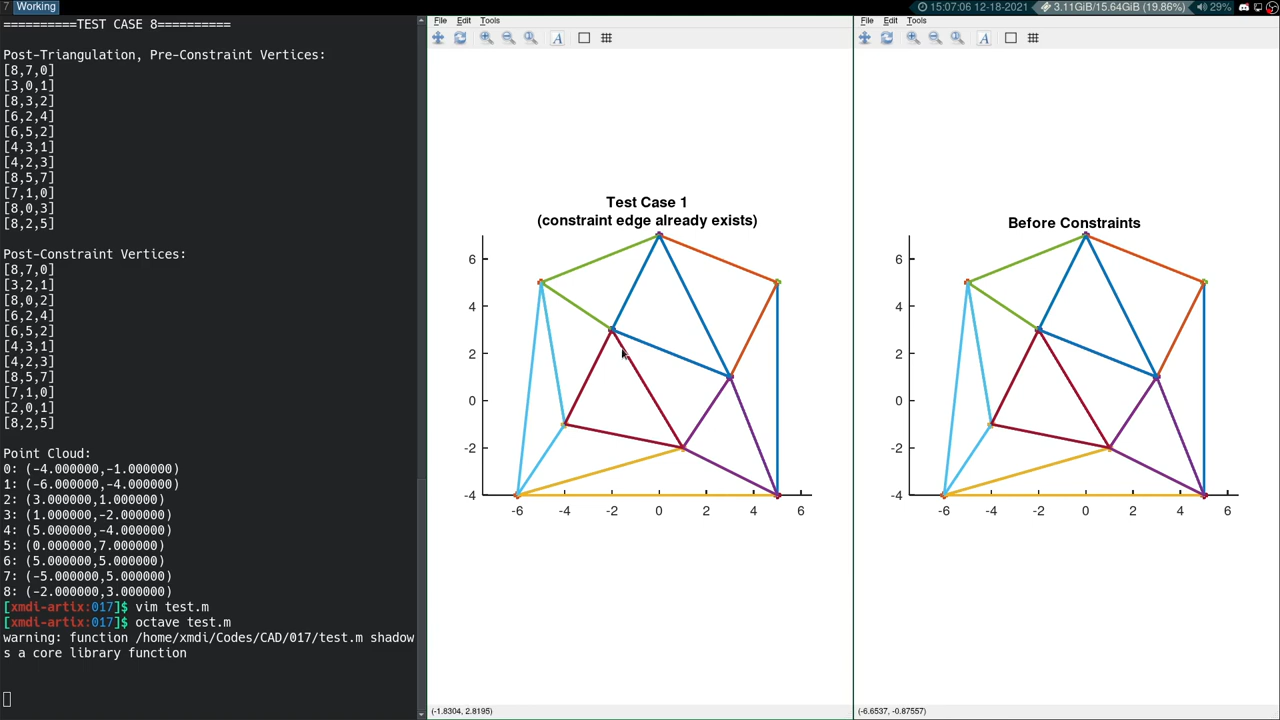 7 Working
15:07:06 12-18-2021 3.11GiB/15.64GiB (19.86%) 29%
==========TEST CASE 8==========
Post-Triangulation, Pre-Constraint Vertices:
[8,7,0]
[3,0,1]
[8,3,2]
[6,2,4]
[6,5,2]
[4,3,1]
[4,2,3]
[8,5,7]
[7,1,0]
[8,0,3]
[8,2,5]
Post-Constraint Vertices:
[8,7,0]
[3,2,1]
[8,0,2]
[6,2,4]
[6,5,2]
[4,3,1]
[4,2,3]
[8,5,7]
[7,1,0]
[2,0,1]
[8,2,5]
Point Cloud:
0: (-4.000000,-1.000000)
1: (-6.000000,-4.000000)
2: (3.000000,1.000000)
3: (1.000000,-2.000000)
4: (5.000000,-4.000000)
5: (0.000000,7.000000)
6: (5.000000,5.000000)
7: (-5.000000,5.000000)
8: (-2.000000,3.000000)
[xmdi-artix:017]$ vim test.m
[xmdi-artix:017]$ octave test.m
warning: function /home/xmdi/Codes/CAD/017/test.m shadow
s a core library function
File Edit Tools
A
Test Case 1
(constraint edge already exists)
6
4
2
0
-2
-4
-6 -4 -2 0 2 4 6
(-1.8304, 2.8195)
File Edit Tools
A
Before Constraints
6
4
2
0
-2
-4
-6 -4 -2 0 2 4 6
(-6.6537, -0.87557)